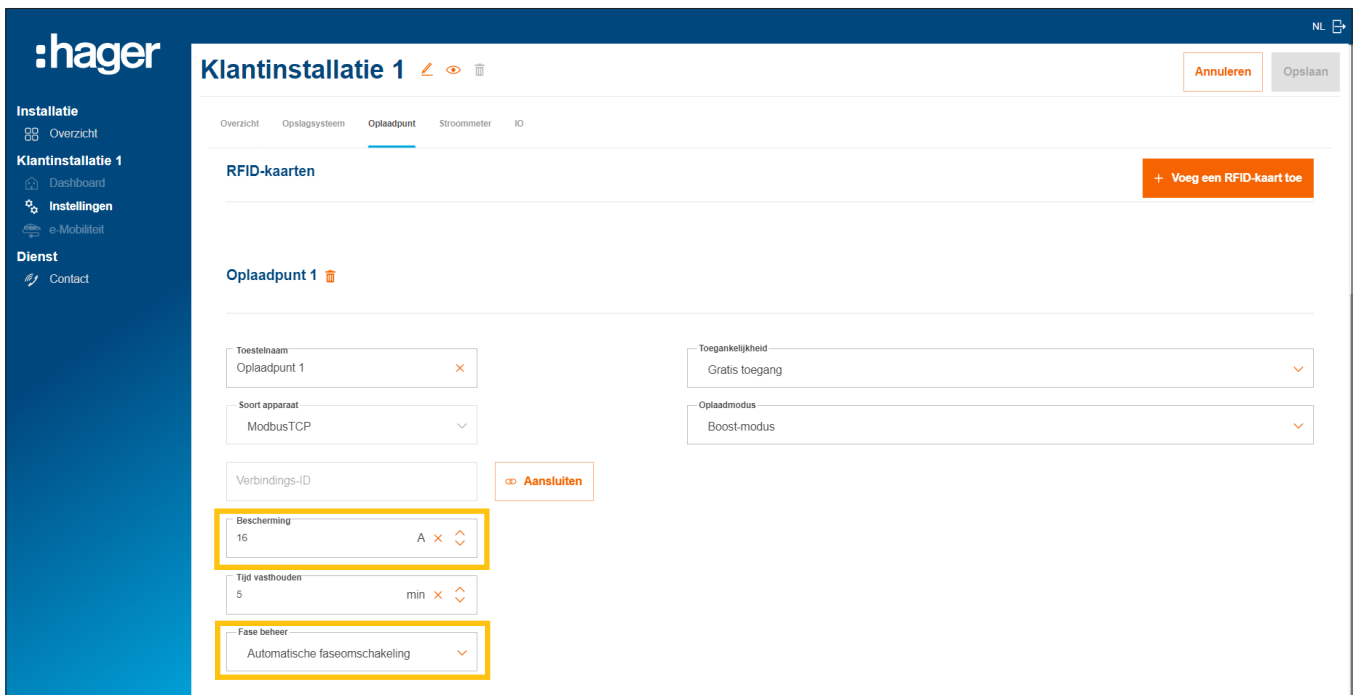 NL
:hager
Klantinstallatie 1
Annuleren
Opslaan
Installatie
Overzicht
Klantinstallatie 1
Dashboard
Instellingen
e-Mobiliteit
Dienst
Contact
Overzicht Opslagsysteem Oplaadpunt Stroommeter IO
RFID-kaarten
+ Voeg een RFID-kaart toe
Oplaadpunt 1
Toestelnaam
Oplaadpunt 1
Toegankelijkheid
Gratis toegang
Soort apparaat
ModbusTCP
Oplaadmodus
Boost-modus
Verbindings-ID
Aansluiten
Bescherming
16 A
Tijd vasthouden
5 min
Fase beheer
Automatische faseomschakeling